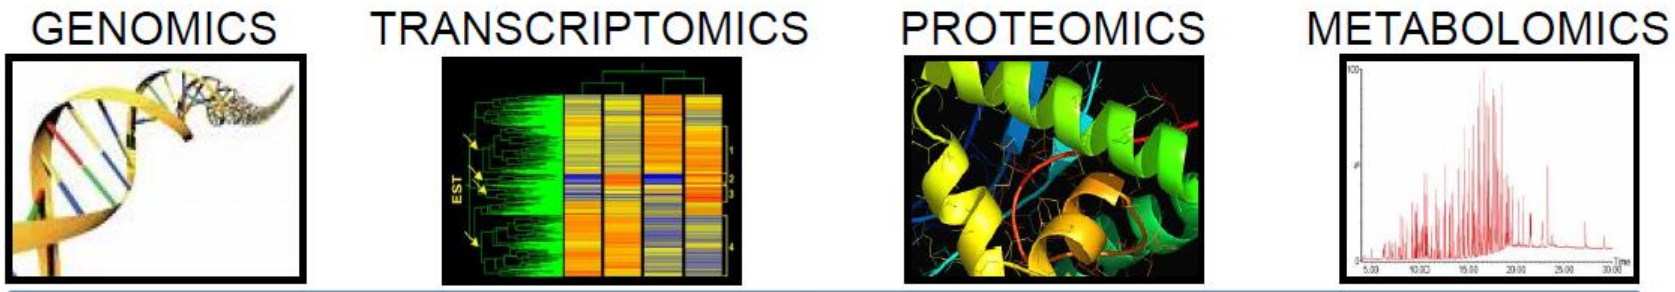 GENOMICS
TRANSCRIPTOMICS
PROTEOMICS
METABOLOMICS
EST
1
2
3
4
100
%
0
5.00 10.00 15.00 20.00 25.00 30.00
Time